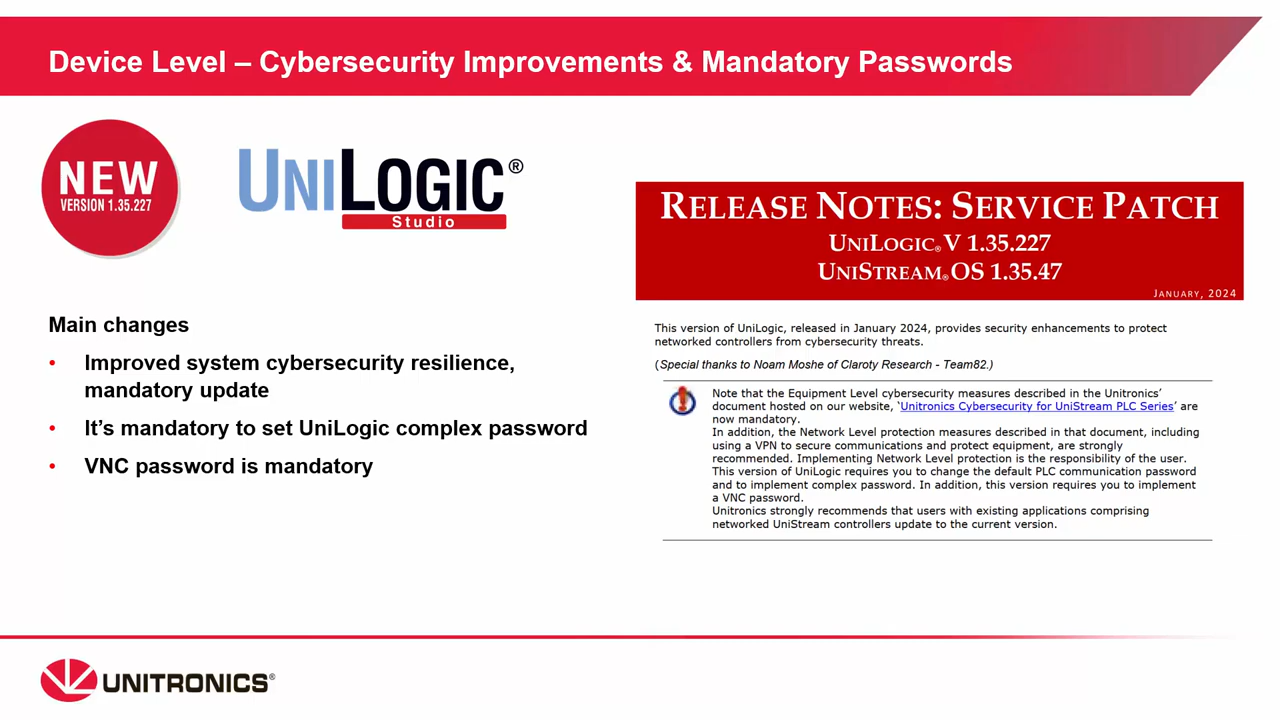 Device Level – Cybersecurity Improvements & Mandatory Passwords
NEW
VERSION 1.35.227
UNILOGIC®
Studio
Main changes
• Improved system cybersecurity resilience,
mandatory update
• It’s mandatory to set UniLogic complex password
• VNC password is mandatory
RELEASE NOTES: SERVICE PATCH
UNILOGIC® V 1.35.227
UNISTREAM® OS 1.35.47
JANUARY, 2024
This version of UniLogic, released in January 2024, provides security enhancements to protect
networked controllers from cybersecurity threats.
(Special thanks to Noam Moshe of Claroty Research - Team82.)
Note that the Equipment Level cybersecurity measures described in the Unitronics’
document hosted on our website, ‘Unitronics Cybersecurity for UniStream PLC Series’ are
now mandatory.
In addition, the Network Level protection measures described in that document, including
using a VPN to secure communications and protect equipment, are strongly
recommended. Implementing Network Level protection is the responsibility of the user.
This version of UniLogic requires you to change the default PLC communication password
and to implement complex password. In addition, this version requires you to implement
a VNC password.
Unitronics strongly recommends that users with existing applications comprising
networked UniStream controllers update to the current version.
UNITRONICS®